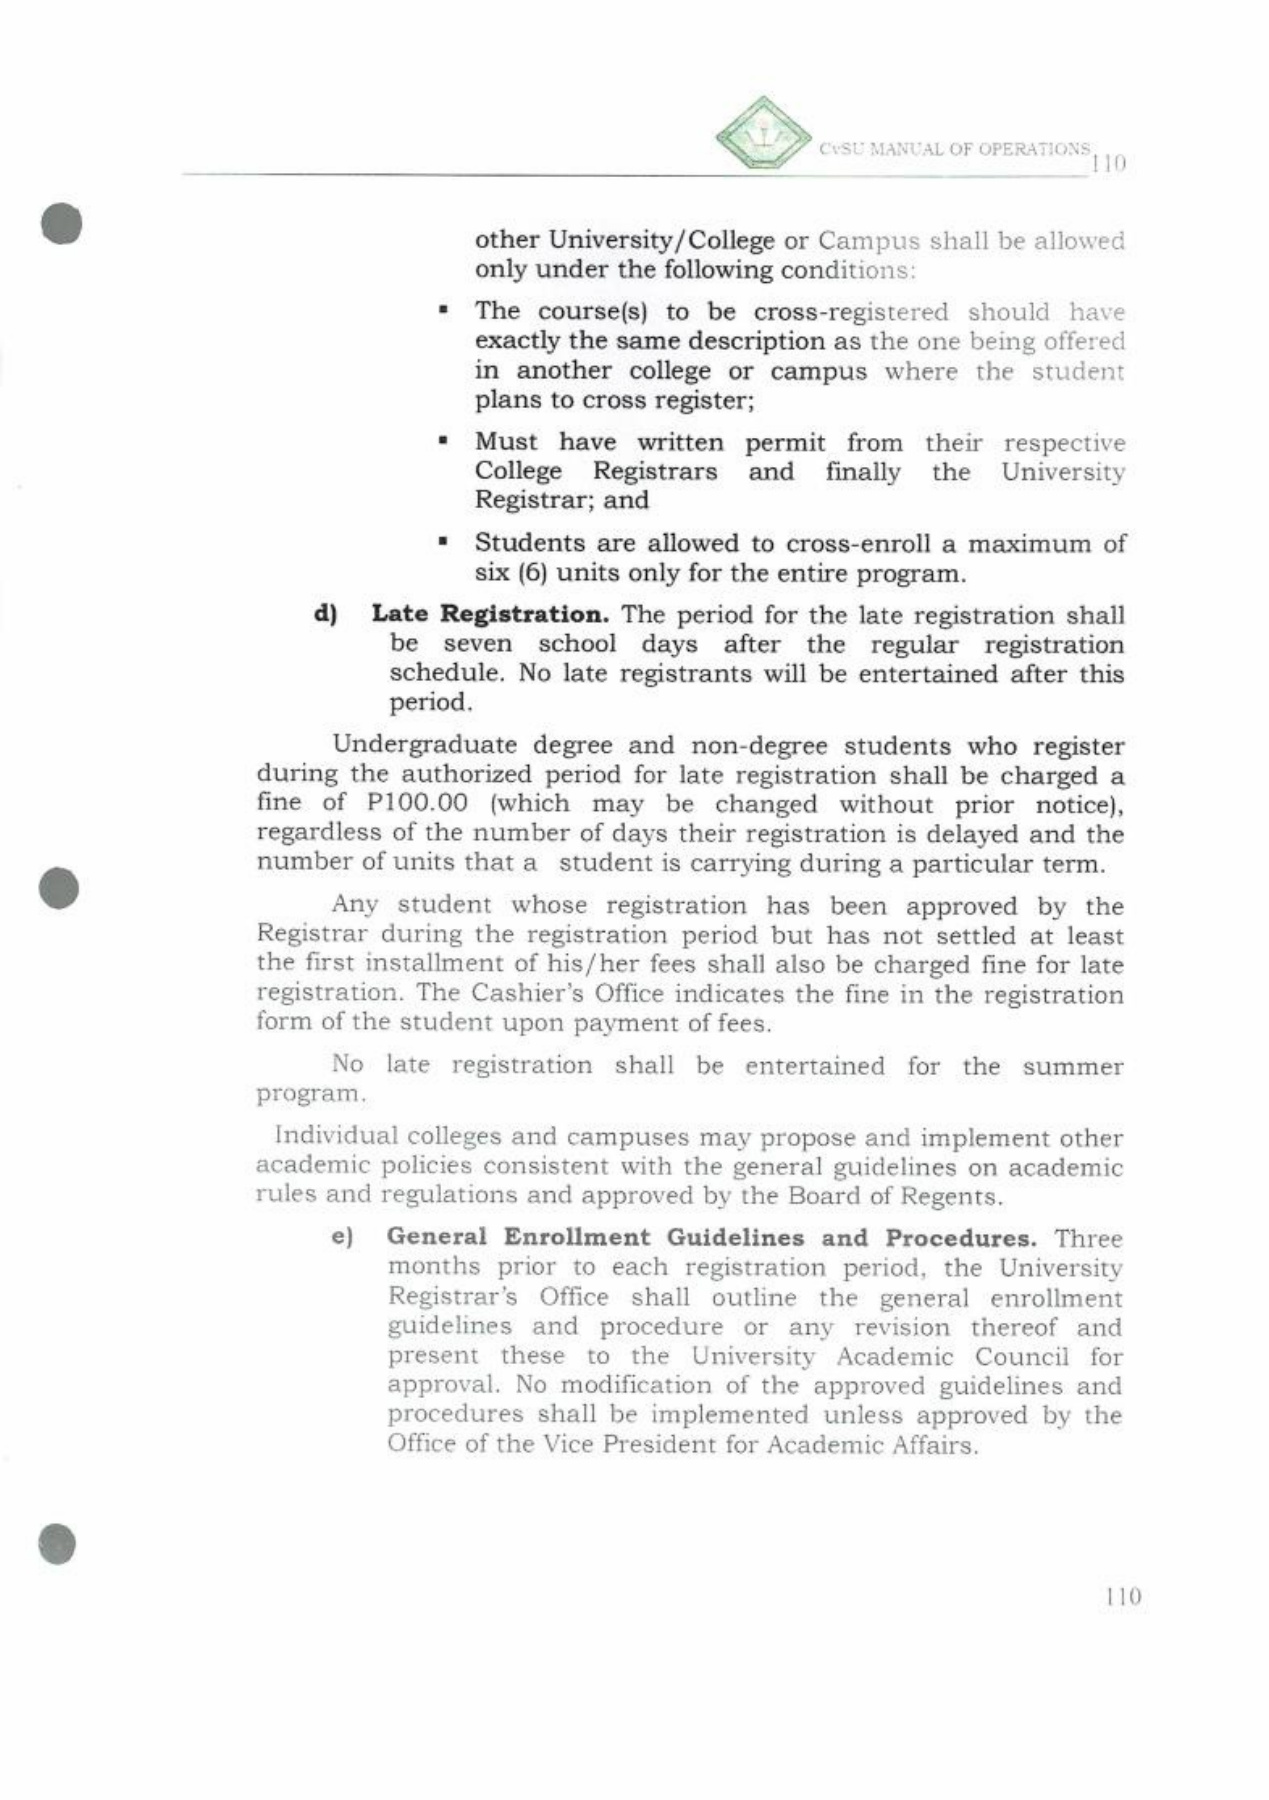 CvSU MANUAL OF OPERATIONS
110
other University/College or Campus shall be allowed
only under the following conditions:
▪ The course(s) to be cross-registered should have
exactly the same description as the one being offered
in another college or campus where the student
plans to cross register;
▪ Must have written permit from their respective
College Registrars and finally the University
Registrar; and
▪ Students are allowed to cross-enroll a maximum of
six (6) units only for the entire program.
d) Late Registration. The period for the late registration shall
be seven school days after the regular registration
schedule. No late registrants will be entertained after this
period.
Undergraduate degree and non-degree students who register
during the authorized period for late registration shall be charged a
fine of P100.00 (which may be changed without prior notice),
regardless of the number of days their registration is delayed and the
number of units that a student is carrying during a particular term.
Any student whose registration has been approved by the
Registrar during the registration period but has not settled at least
the first installment of his/her fees shall also be charged fine for late
registration. The Cashier's Office indicates the fine in the registration
form of the student upon payment of fees.
No late registration shall be entertained for the summer
program.
Individual colleges and campuses may propose and implement other
academic policies consistent with the general guidelines on academic
rules and regulations and approved by the Board of Regents.
e) General Enrollment Guidelines and Procedures. Three
months prior to each registration period, the University
Registrar's Office shall outline the general enrollment
guidelines and procedure or any revision thereof and
present these to the University Academic Council for
approval. No modification of the approved guidelines and
procedures shall be implemented unless approved by the
Office of the Vice President for Academic Affairs.
110